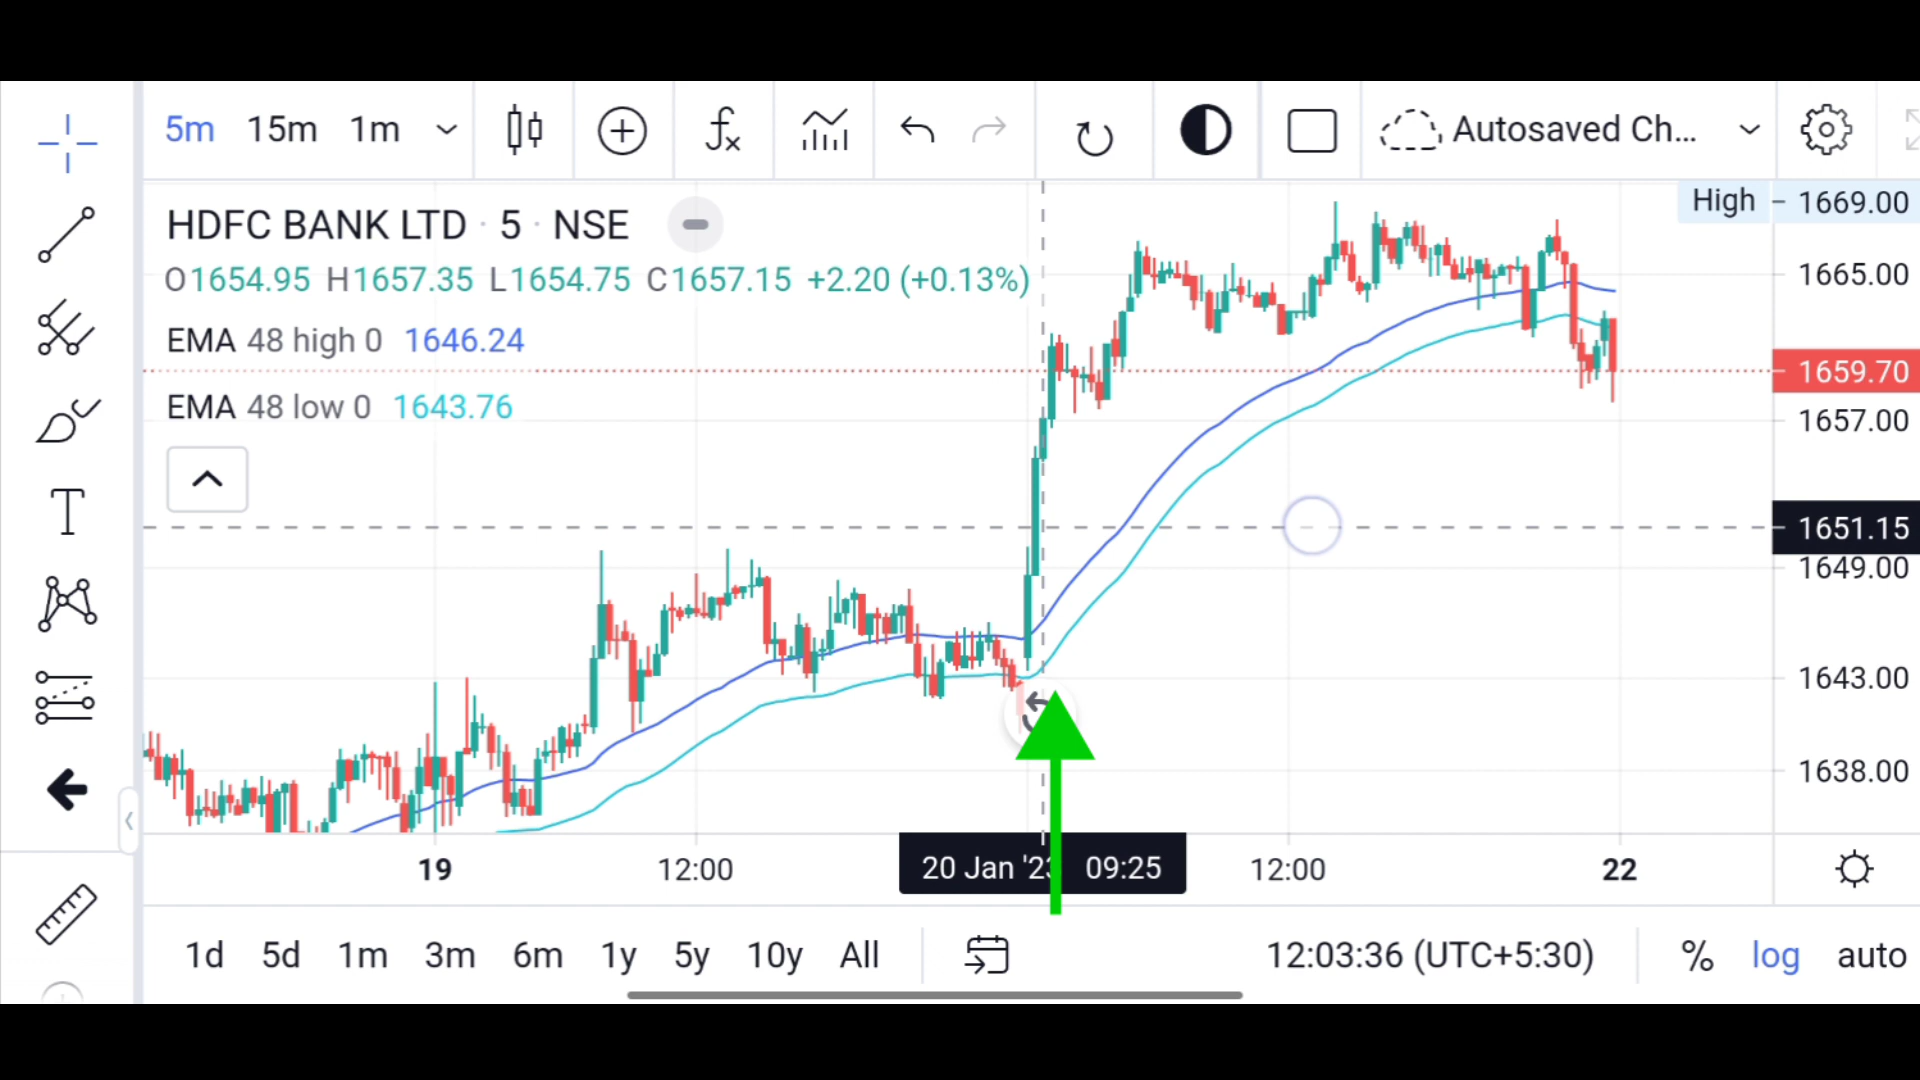 5m 15m 1m Autosaved Ch...
HDFC BANK LTD · 5 · NSE
O1654.95 H1657.35 L1654.75 C1657.15 +2.20 (+0.13%)
EMA 48 high 0 1646.24
EMA 48 low 0 1643.76
High 1669.00
1665.00
1659.70
1657.00
1651.15
1649.00
1643.00
1638.00
19 12:00 20 Jan '23 09:25 12:00 22
1d 5d 1m 3m 6m 1y 5y 10y All 12:03:36 (UTC+5:30) % log auto